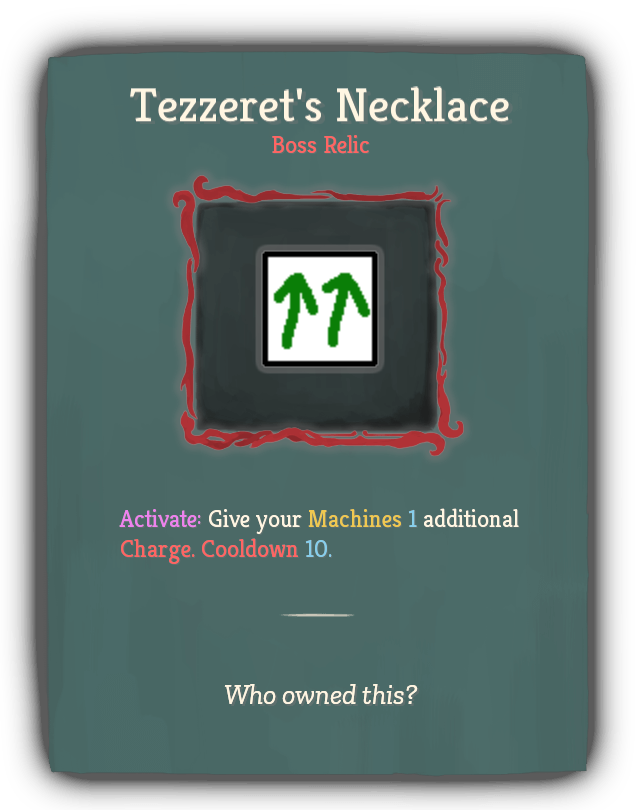 Tezzeret's Necklace
Boss Relic
Activate: Give your Machines 1 additional
Charge. Cooldown 10.
Who owned this?